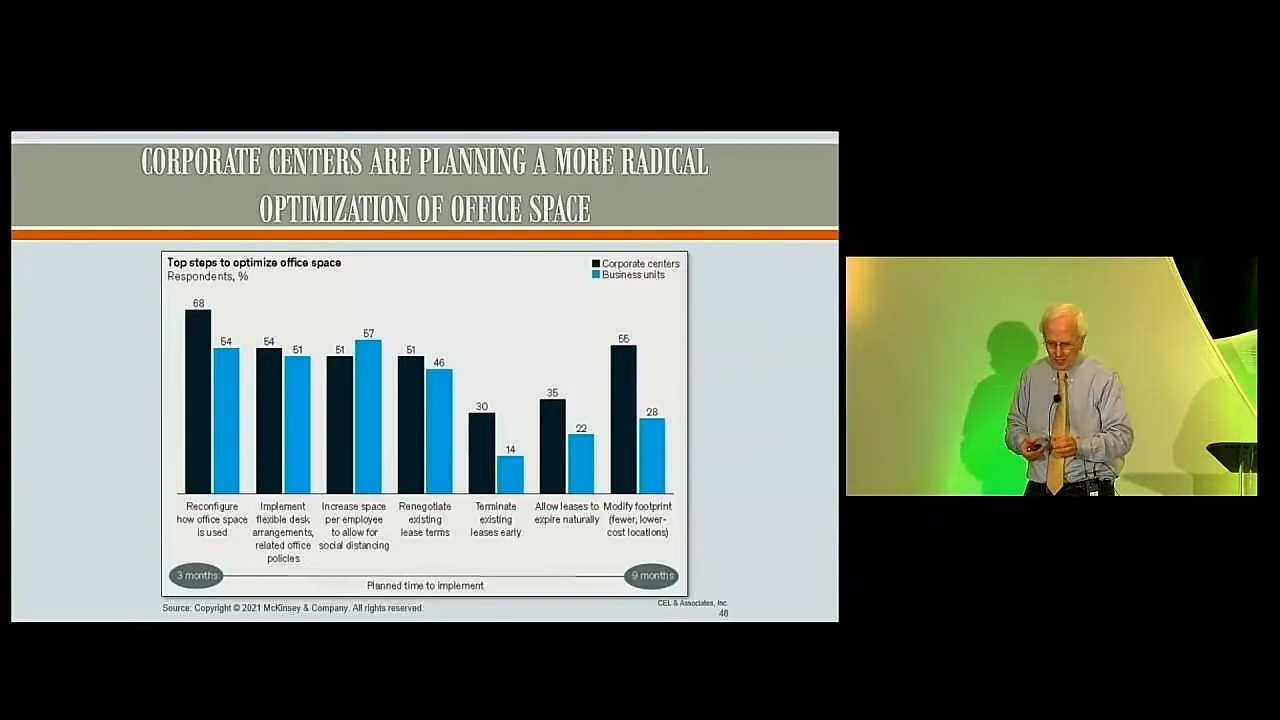 CORPORATE CENTERS ARE PLANNING A MORE RADICAL
OPTIMIZATION OF OFFICE SPACE
Top steps to optimize office space
Respondents, %
Corporate centers
Business units
68
54
54
51
51
57
51
46
30
14
35
22
55
28
Reconfigure
how office space
is used
Implement
flexible desk
arrangements,
related office
policies
Increase space
per employee
to allow for
social distancing
Renegotiate
existing
lease terms
Terminate
existing
leases early
Allow leases to
expire naturally
Modify footprint
(fewer, lower-
cost locations)
3 months
Planned time to implement
9 months
Source: Copyright © 2021 McKinsey & Company. All rights reserved.
CEL & Associates, Inc.
48